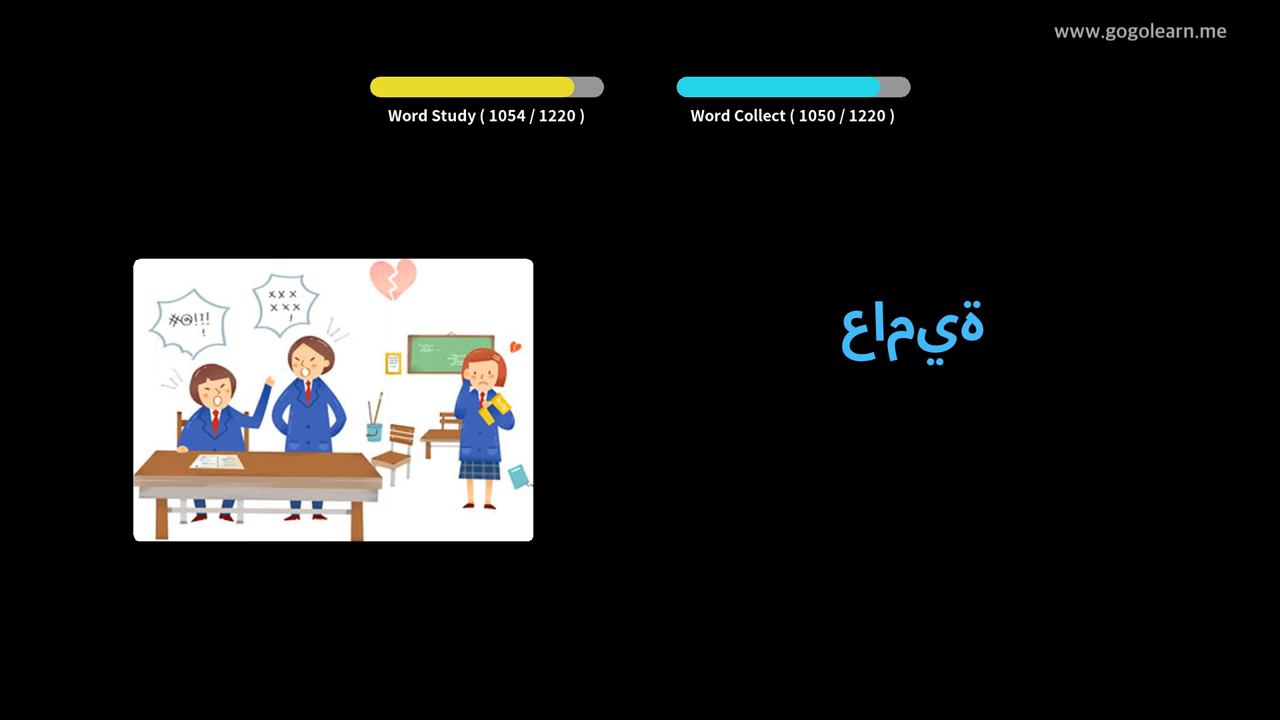 www.gogolearn.me
Word Study ( 1054 / 1220 )
Word Collect ( 1050 / 1220 )
#@!?!
!
x x x
x x x
!
عامية